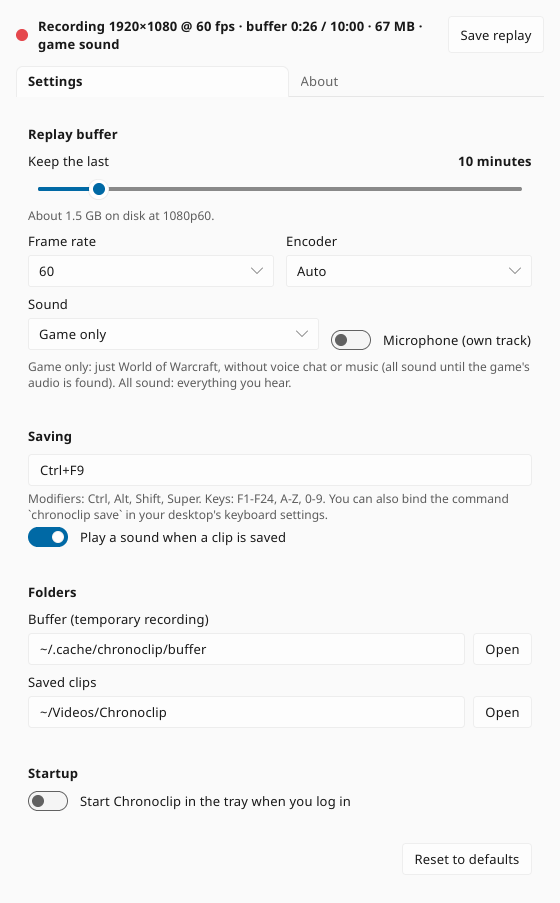 Recording 1920×1080 @ 60 fps · buffer 0:26 / 10:00 · 67 MB ·
game sound
Save replay
Settings
About
Replay buffer
Keep the last
10 minutes
About 1.5 GB on disk at 1080p60.
Frame rate
Encoder
60
Auto
Sound
Game only
Microphone (own track)
Game only: just World of Warcraft, without voice chat or music (all sound until the game's
audio is found). All sound: everything you hear.
Saving
Ctrl+F9
Modifiers: Ctrl, Alt, Shift, Super. Keys: F1-F24, A-Z, 0-9. You can also bind the command
`chronoclip save` in your desktop's keyboard settings.
Play a sound when a clip is saved
Folders
Buffer (temporary recording)
~/.cache/chronoclip/buffer
Open
Saved clips
~/Videos/Chronoclip
Open
Startup
Start Chronoclip in the tray when you log in
Reset to defaults